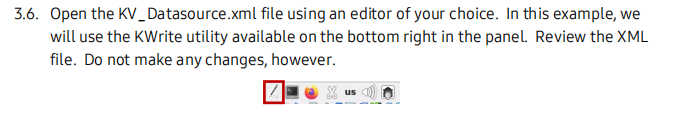 3.6. Open the KV_Datasource.xml file using an editor of your choice. In this example, we
will use the KWrite utility available on the bottom right in the panel. Review the XML
file. Do not make any changes, however.
us